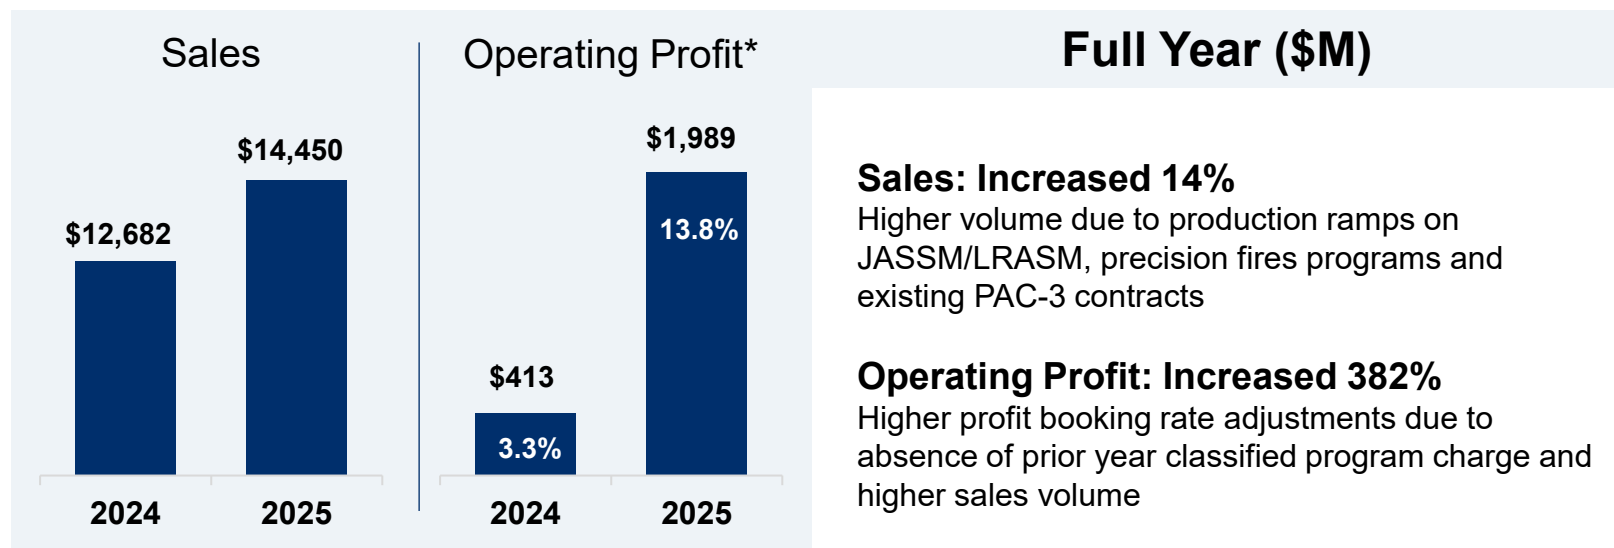 Sales
$12,682
$14,450
2024 2025
Operating Profit*
$413
3.3%
$1,989
13.8%
2024 2025
Full Year ($M)
Sales: Increased 14%
Higher volume due to production ramps on
JASSM/LRASM, precision fires programs and
existing PAC-3 contracts
Operating Profit: Increased 382%
Higher profit booking rate adjustments due to
absence of prior year classified program charge and
higher sales volume